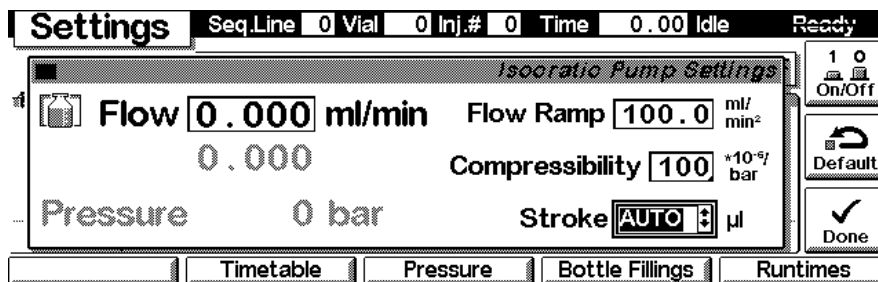 Settings Seq.Line 0 Vial 0 Inj.# 0 Time 0.00 Idle Ready
Isocratic Pump Settings
1 0
On/Off
Flow 0.000 ml/min Flow Ramp 100.0 ml/min²
0.000
Compressibility 100 *10⁻⁶/bar
Default
Pressure 0 bar Stroke AUTO µl
Done
Timetable Pressure Bottle Fillings Runtimes